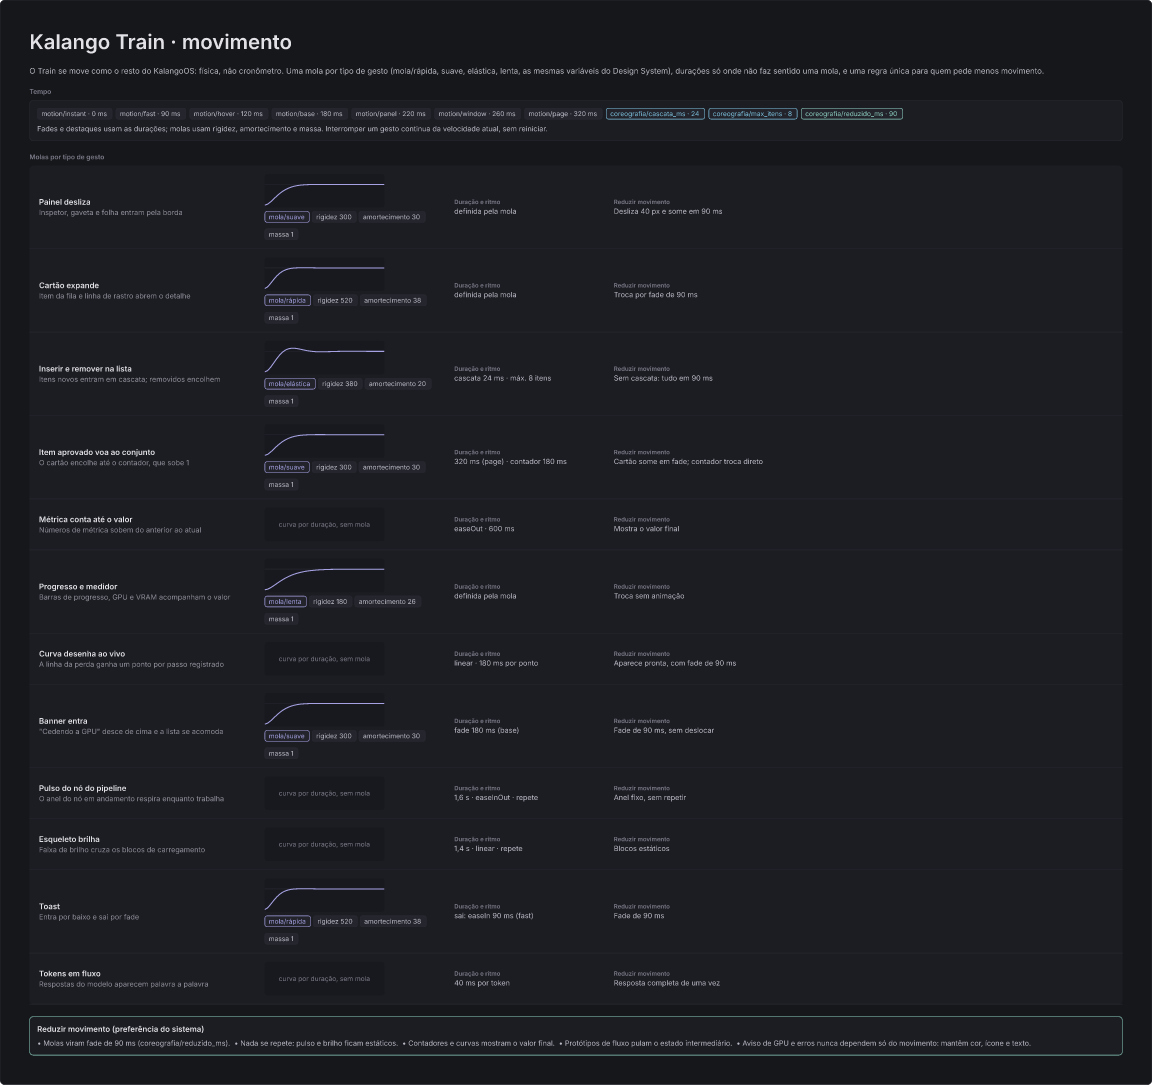 Kalango Train · movimento
O Train se move como o resto do KalangoOS: física, não cronômetro. Uma mola por tipo de gesto (mola/rápida, suave, elástica, lenta, as mesmas variáveis do Design System), durações só onde não faz sentido uma mola, e uma regra única para quem pede menos movimento.
Tempo
motion/instant · 0 ms motion/fast · 90 ms motion/hover · 120 ms motion/base · 180 ms motion/panel · 220 ms motion/window · 260 ms motion/page · 320 ms coreografia/cascata_ms · 24 coreografia/max_itens · 8 coreografia/reduzido_ms · 90
Fades e destaques usam as durações; molas usam rigidez, amortecimento e massa. Interromper um gesto continua da velocidade atual, sem reiniciar.
Molas por tipo de gesto
Painel desliza
Inspetor, gaveta e folha entram pela borda
mola/suave rigidez 300 amortecimento 30
massa 1
Duração e ritmo
definida pela mola
Reduzir movimento
Desliza 40 px e some em 90 ms
Cartão expande
Item da fila e linha de rastro abrem o detalhe
mola/rápida rigidez 520 amortecimento 38
massa 1
Duração e ritmo
definida pela mola
Reduzir movimento
Troca por fade de 90 ms
Inserir e remover na lista
Itens novos entram em cascata; removidos encolhem
mola/elástica rigidez 380 amortecimento 20
massa 1
Duração e ritmo
cascata 24 ms · máx. 8 itens
Reduzir movimento
Sem cascata: tudo em 90 ms
Item aprovado voa ao conjunto
O cartão encolhe até o contador, que sobe 1
mola/suave rigidez 300 amortecimento 30
massa 1
Duração e ritmo
320 ms (page) · contador 180 ms
Reduzir movimento
Cartão some em fade; contador troca direto
Métrica conta até o valor
Números de métrica sobem do anterior ao atual
curva por duração, sem mola
Duração e ritmo
easeOut · 600 ms
Reduzir movimento
Mostra o valor final
Progresso e medidor
Barras de progresso, GPU e VRAM acompanham o valor
mola/lenta rigidez 180 amortecimento 26
massa 1
Duração e ritmo
definida pela mola
Reduzir movimento
Troca sem animação
Curva desenha ao vivo
A linha da perda ganha um ponto por passo registrado
curva por duração, sem mola
Duração e ritmo
linear · 180 ms por ponto
Reduzir movimento
Aparece pronta, com fade de 90 ms
Banner entra
"Cedendo a GPU" desce de cima e a lista se acomoda
mola/suave rigidez 300 amortecimento 30
massa 1
Duração e ritmo
fade 180 ms (base)
Reduzir movimento
Fade de 90 ms, sem deslocar
Pulso do nó do pipeline
O anel do nó em andamento respira enquanto trabalha
curva por duração, sem mola
Duração e ritmo
1,6 s · easeInOut · repete
Reduzir movimento
Anel fixo, sem repetir
Esqueleto brilha
Faixa de brilho cruza os blocos de carregamento
curva por duração, sem mola
Duração e ritmo
1,4 s · linear · repete
Reduzir movimento
Blocos estáticos
Toast
Entra por baixo e sai por fade
mola/rápida rigidez 520 amortecimento 38
massa 1
Duração e ritmo
sai: easeIn 90 ms (fast)
Reduzir movimento
Fade de 90 ms
Tokens em fluxo
Respostas do modelo aparecem palavra a palavra
curva por duração, sem mola
Duração e ritmo
40 ms por token
Reduzir movimento
Resposta completa de uma vez
Reduzir movimento (preferência do sistema)
• Molas viram fade de 90 ms (coreografia/reduzido_ms). • Nada se repete: pulso e brilho ficam estáticos. • Contadores e curvas mostram o valor final. • Protótipos de fluxo pulam o estado intermediário. • Aviso de GPU e erros nunca dependem só do movimento: mantêm cor, ícone e texto.